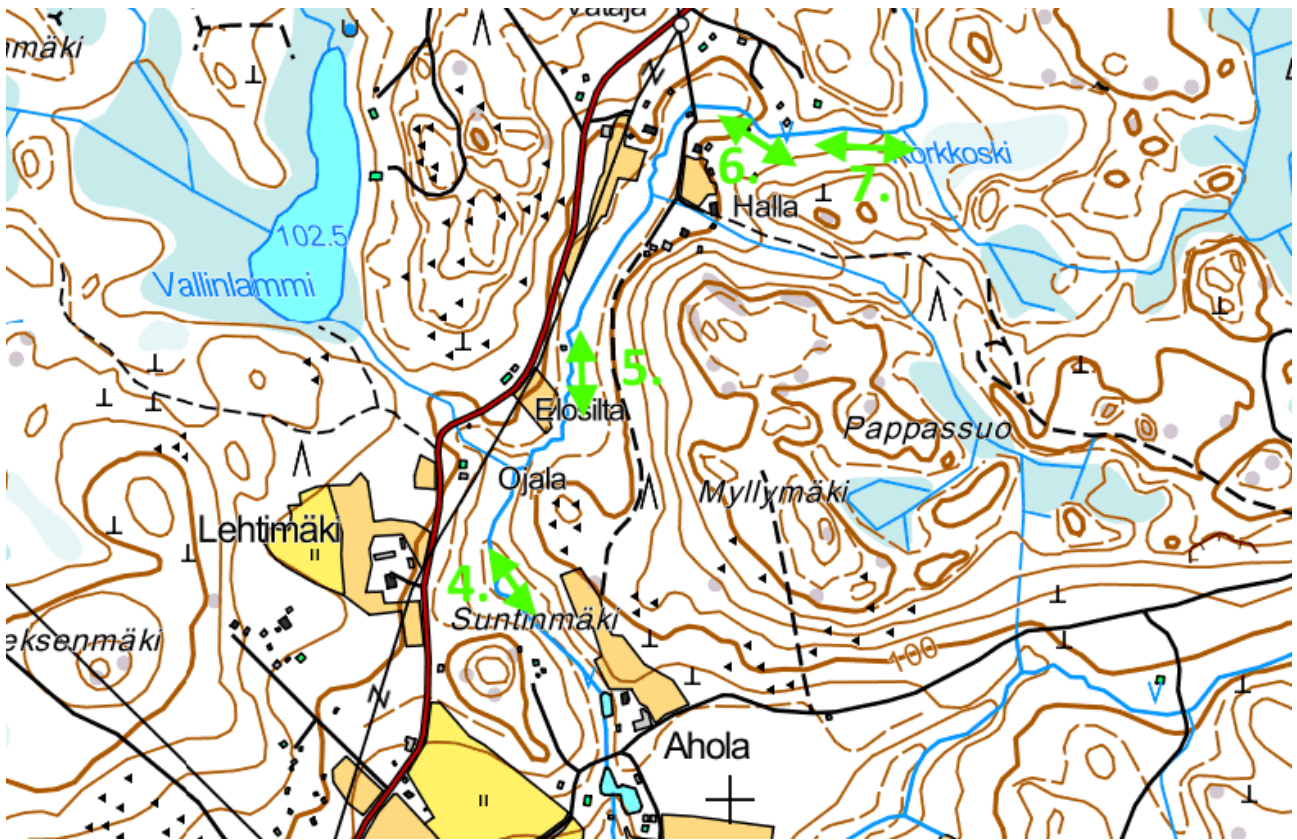 Vataja
mäki
Korkkoski
6.
7.
Halla
102.5
Vallinlammi
5.
Elosilta
Pappassuo
Ojala
Myllymäki
Lehtimäki
4.
Suntinmäki
eksenmäki
100
Ahola